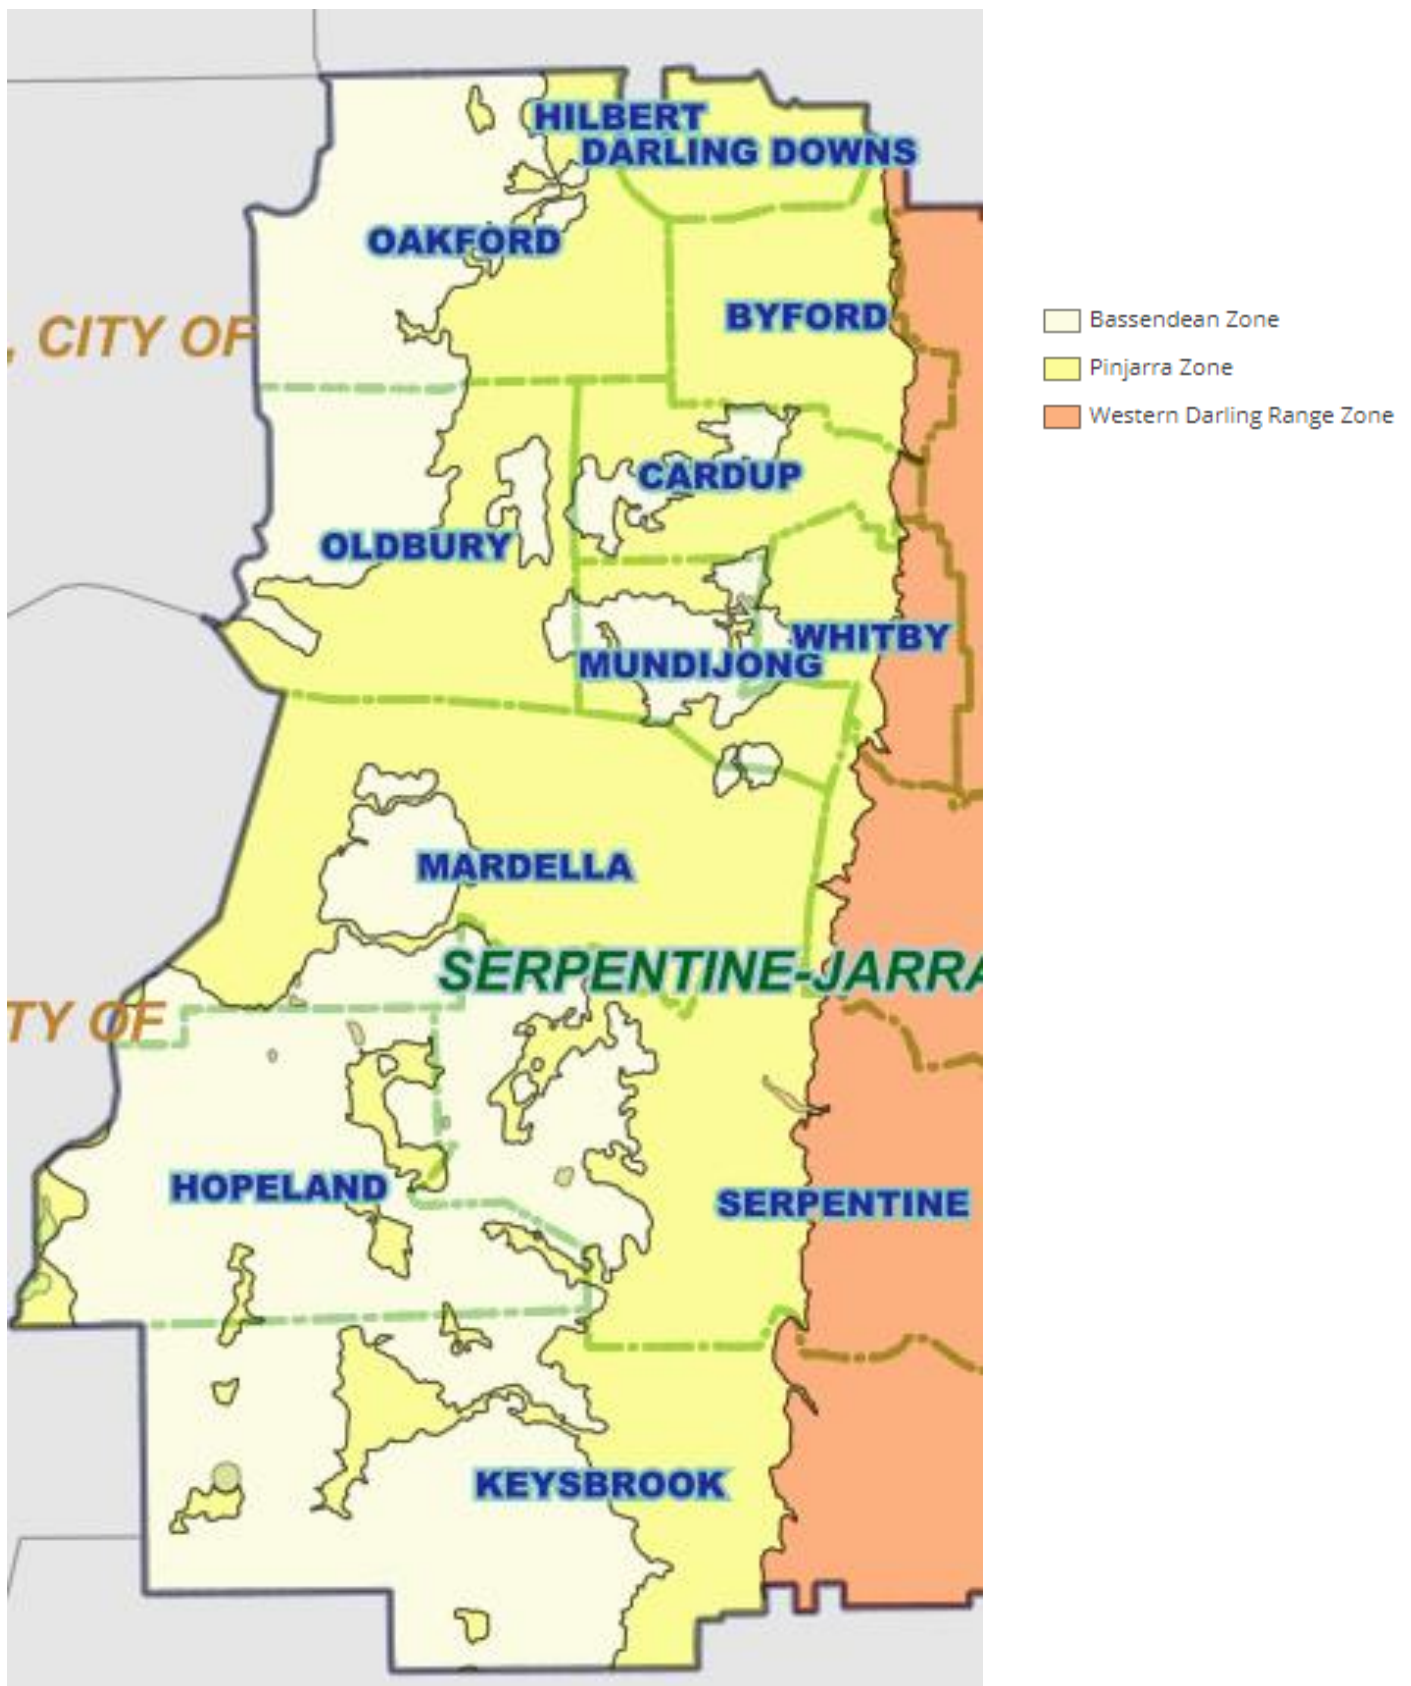 HILBERT
DARLING DOWNS
OAKFORD
BYFORD
, CITY OF
Bassendean Zone
Pinjarra Zone
Western Darling Range Zone
CARDUP
OLDBURY
WHITBY
MUNDIJONG
MARDELLA
SERPENTINE-JARRA
TY OF
HOPELAND
SERPENTINE
KEYSBROOK